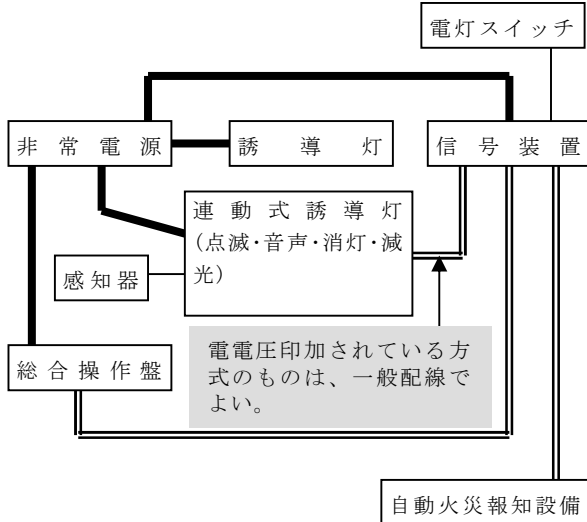 電灯スイッチ
非常電源
誘導灯
信号装置
連動式誘導灯
(点滅・音声・消灯・減
光)
感知器
電電圧印加されている方
式のものは、一般配線で
よい。
総合操作盤
自動火災報知設備